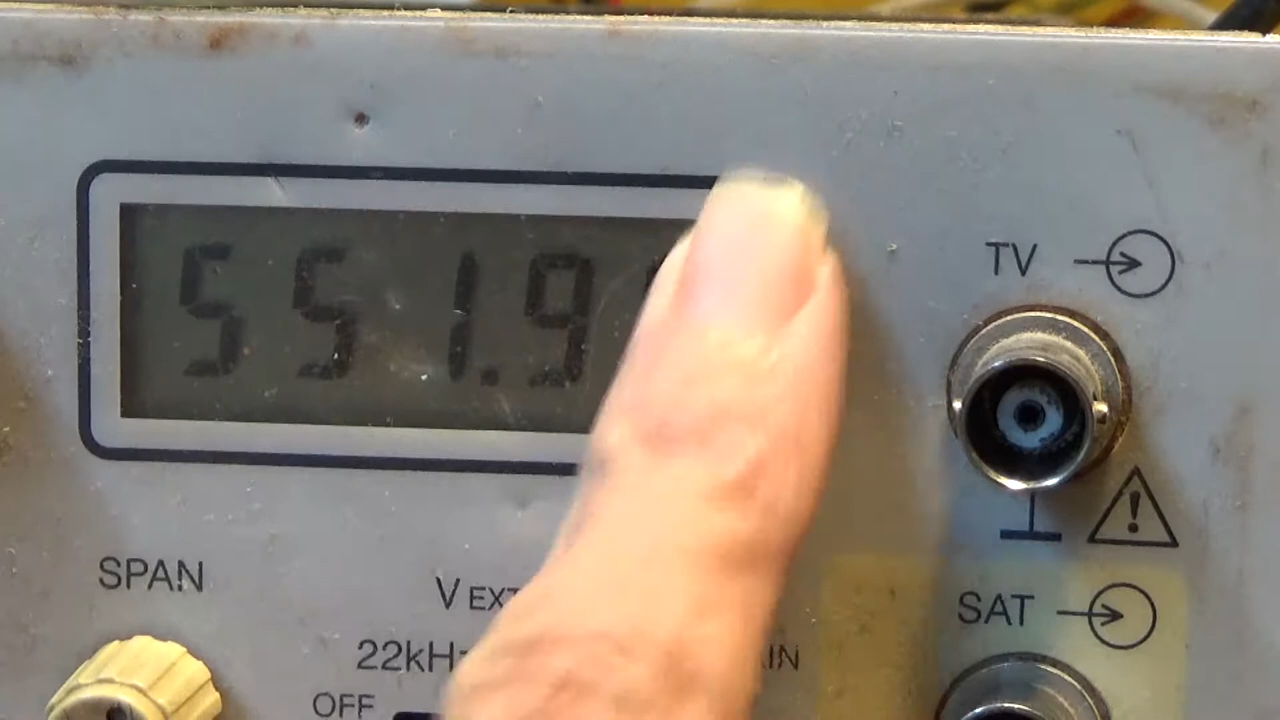 551.9
TV
SPAN
V EXT
SAT
22kHz
OFF